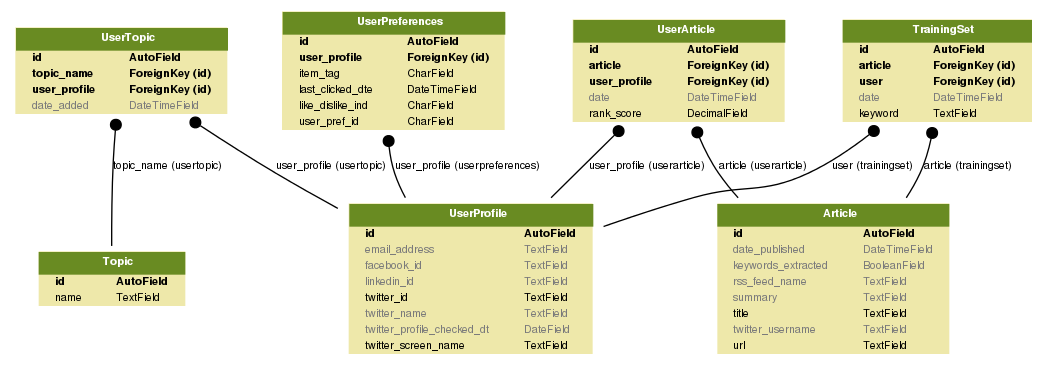 UserTopic
id AutoField
topic_name ForeignKey (id)
user_profile ForeignKey (id)
date_added DateTimeField
UserPreferences
id AutoField
user_profile ForeignKey (id)
item_tag CharField
last_clicked_dte DateTimeField
like_dislike_ind CharField
user_pref_id CharField
UserArticle
id AutoField
article ForeignKey (id)
user_profile ForeignKey (id)
date DateTimeField
rank_score DecimalField
TrainingSet
id AutoField
article ForeignKey (id)
user ForeignKey (id)
date DateTimeField
keyword TextField
topic_name (usertopic)
user_profile (usertopic)
user_profile (userpreferences)
user_profile (userarticle)
article (userarticle)
user (trainingset)
article (trainingset)
Topic
id AutoField
name TextField
UserProfile
id AutoField
email_address TextField
facebook_id TextField
linkedin_id TextField
twitter_id TextField
twitter_name TextField
twitter_profile_checked_dt DateField
twitter_screen_name TextField
Article
id AutoField
date_published DateTimeField
keywords_extracted BooleanField
rss_feed_name TextField
summary TextField
title TextField
twitter_username TextField
url TextField